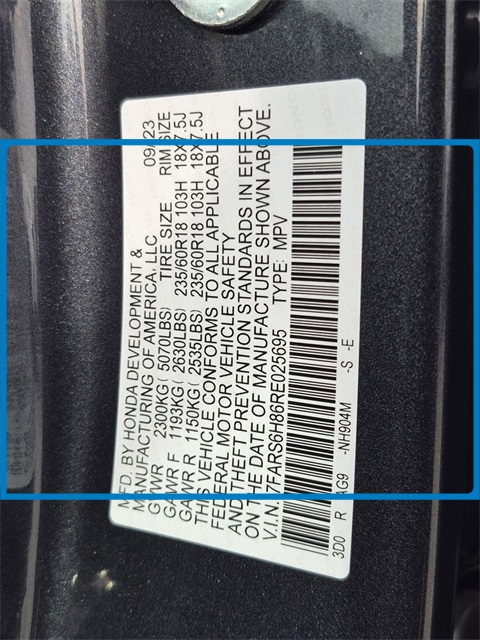 MFD. BY HONDA DEVELOPMENT & 09/23
MANUFACTURING OF AMERICA, LLC
GVWR 2300KG( 5070LBS) TIRE SIZE RIM SIZE
GAWR F 1193KG( 2630LBS) 235/60R18 103H 18X7.5J
GAWR R 1150KG( 2535LBS) 235/60R18 103H 18X7.5J
THIS VEHICLE CONFORMS TO ALL APPLICABLE
FEDERAL MOTOR VEHICLE SAFETY
AND THEFT PREVENTION STANDARDS IN EFFECT
ON THE DATE OF MANUFACTURE SHOWN ABOVE.
V.I.N. 7FARS6H86RE025695 TYPE: MPV
3D0 R AG9 -NH904M -S -E